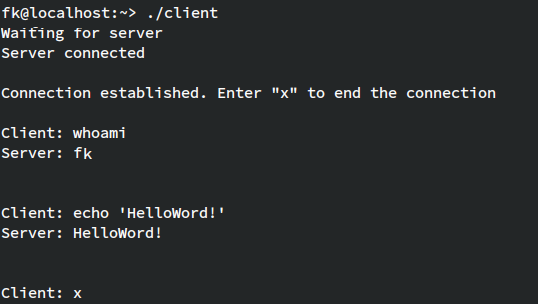 fk@localhost:~> ./client
Waiting for server
Server connected
Connection established. Enter "x" to end the connection
Client: whoami
Server: fk
Client: echo 'HelloWord!'
Server: HelloWord!
Client: x